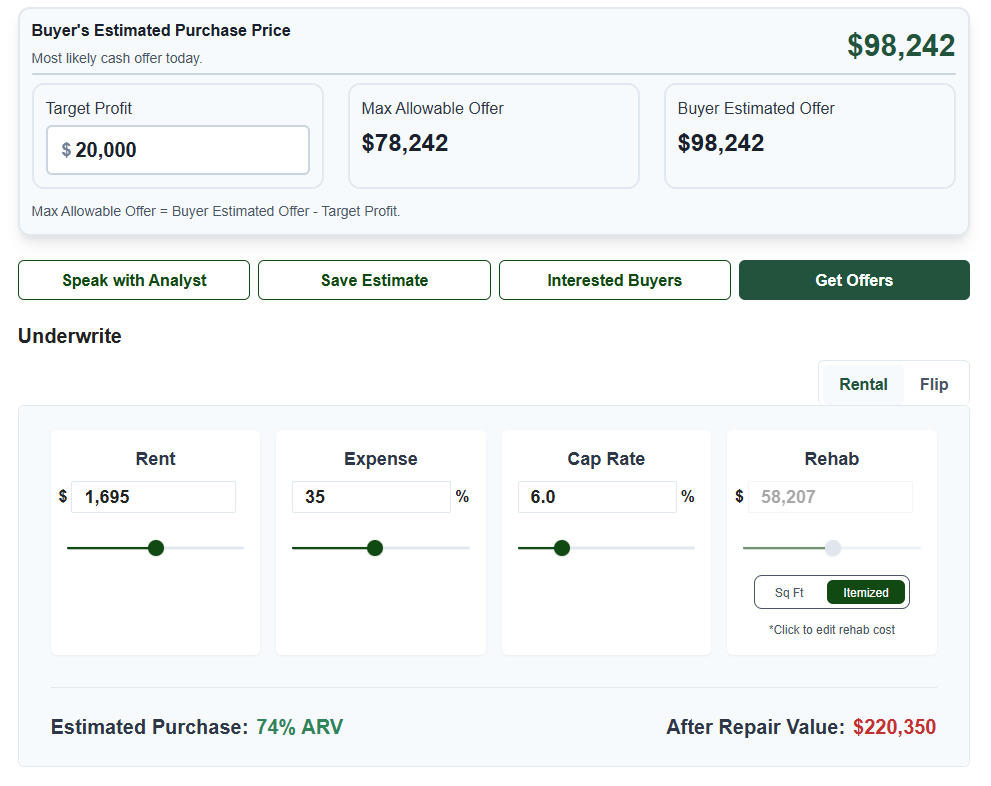 Buyer's Estimated Purchase Price
Most likely cash offer today.
$98,242
Target Profit
$ 20,000
Max Allowable Offer
$78,242
Buyer Estimated Offer
$98,242
Max Allowable Offer = Buyer Estimated Offer - Target Profit.
Speak with Analyst
Save Estimate
Interested Buyers
Get Offers
Underwrite
Rental
Flip
Rent
$ 1,695
Expense
35 %
Cap Rate
6.0 %
Rehab
$ 58,207
Sq Ft
Itemized
*Click to edit rehab cost
Estimated Purchase: 74% ARV
After Repair Value: $220,350